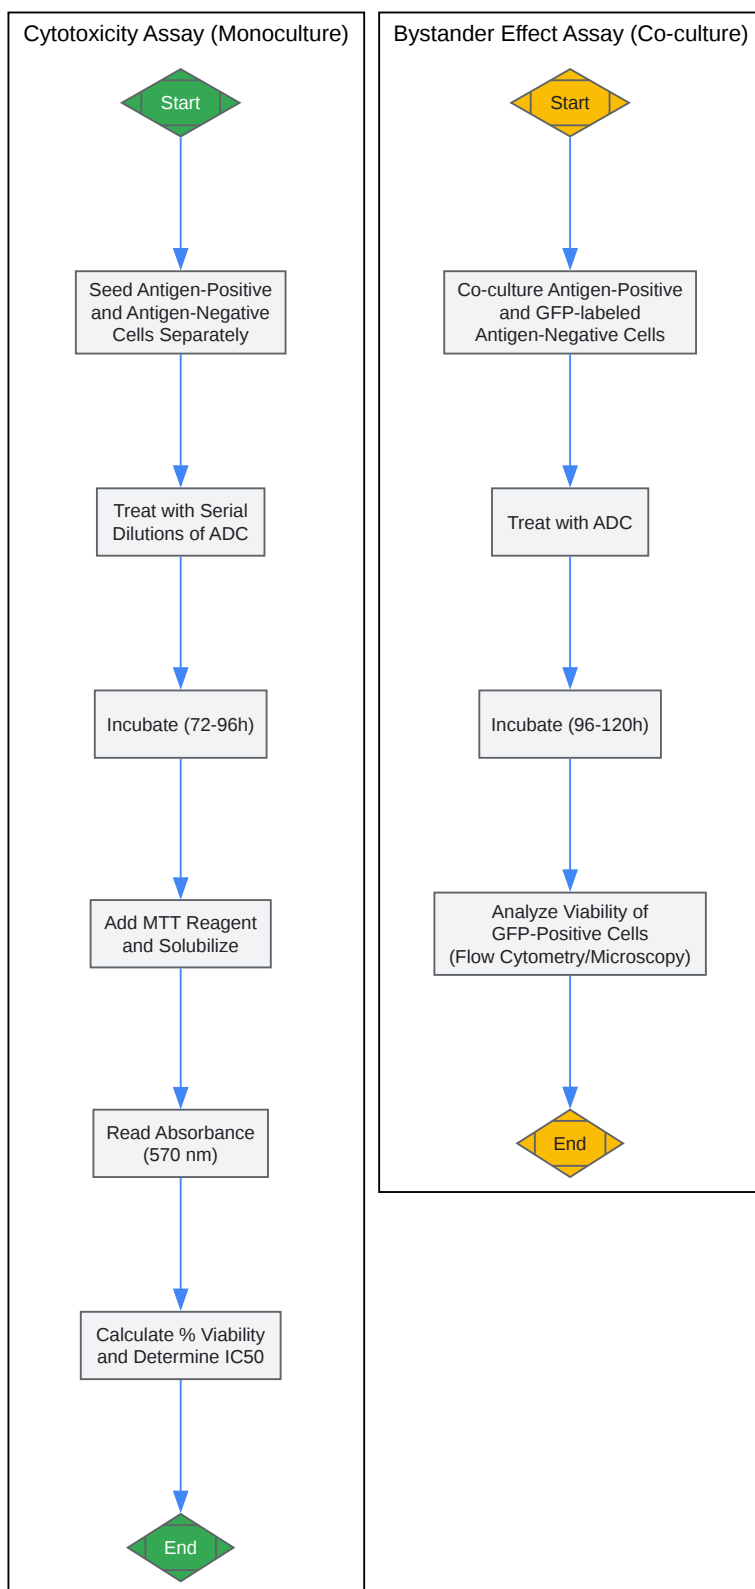 Cytotoxicity Assay (Monoculture)
Start
Seed Antigen-Positive
and Antigen-Negative
Cells Separately
Treat with Serial
Dilutions of ADC
Incubate (72-96h)
Add MTT Reagent
and Solubilize
Read Absorbance
(570 nm)
Calculate % Viability
and Determine IC50
End
Bystander Effect Assay (Co-culture)
Start
Co-culture Antigen-Positive
and GFP-labeled
Antigen-Negative Cells
Treat with ADC
Incubate (96-120h)
Analyze Viability of
GFP-Positive Cells
(Flow Cytometry/Microscopy)
End